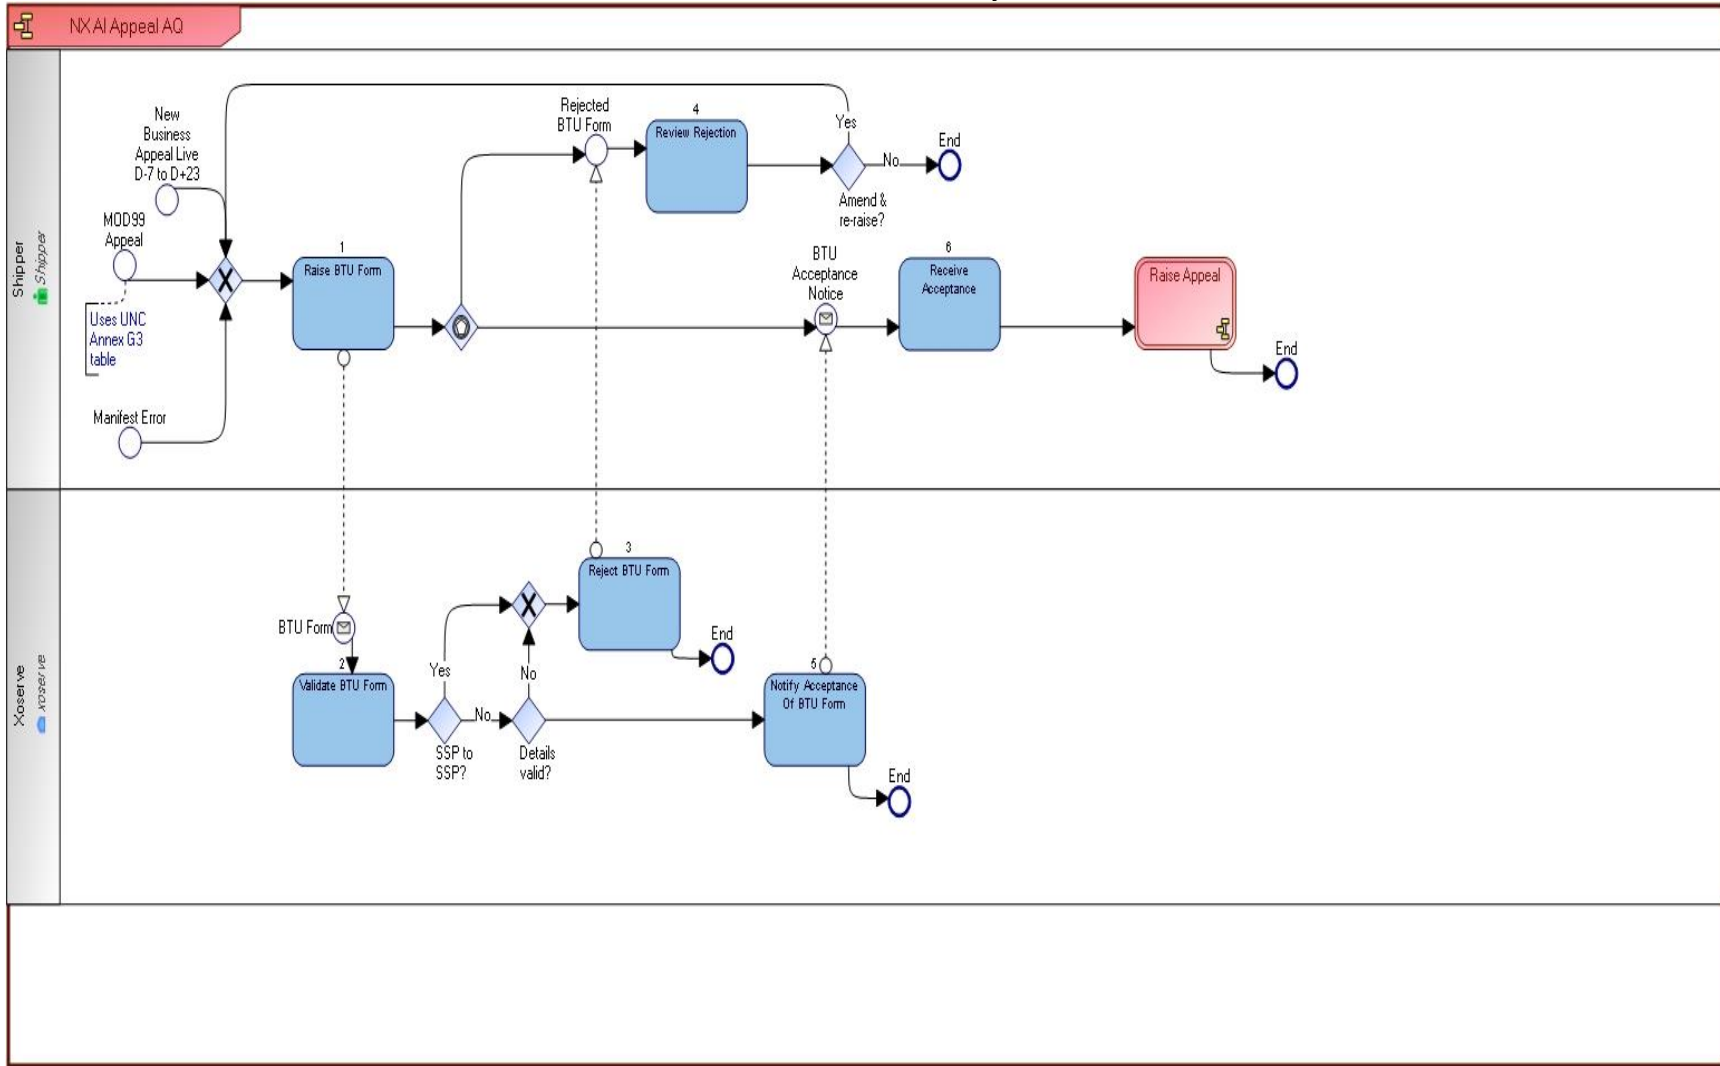 NX AI Appeal AQ
Shipper
Shipper
New
Business
Appeal Live
D-7 to D+23
MOD99
Appeal
Uses UNC
Annex G3
table
Manifest Error
1
Raise BTU Form
Rejected
BTU Form
4
Review Rejection
Yes
No
End
Amend &
re-raise?
BTU
Acceptance
Notice
6
Receive
Acceptance
Raise Appeal
End
Xoserve
xoserve
BTU Form
2
Validate BTU Form
Yes
No
SSP to
SSP?
No
Details
valid?
3
Reject BTU Form
End
5
Notify Acceptance
Of BTU Form
End